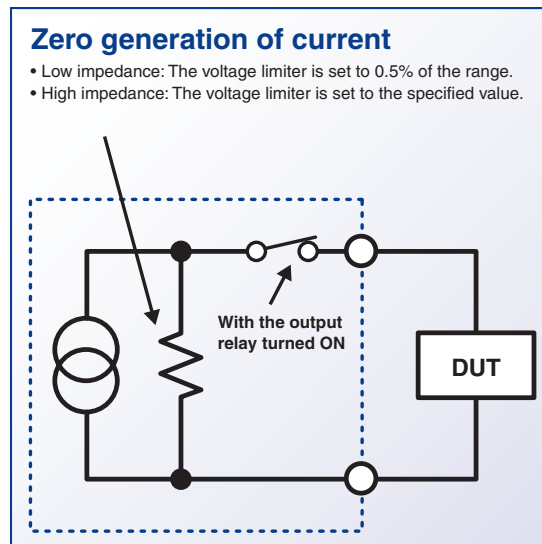 Zero generation of current
• Low impedance: The voltage limiter is set to 0.5% of the range.
• High impedance: The voltage limiter is set to the specified value.
With the output
relay turned ON
DUT